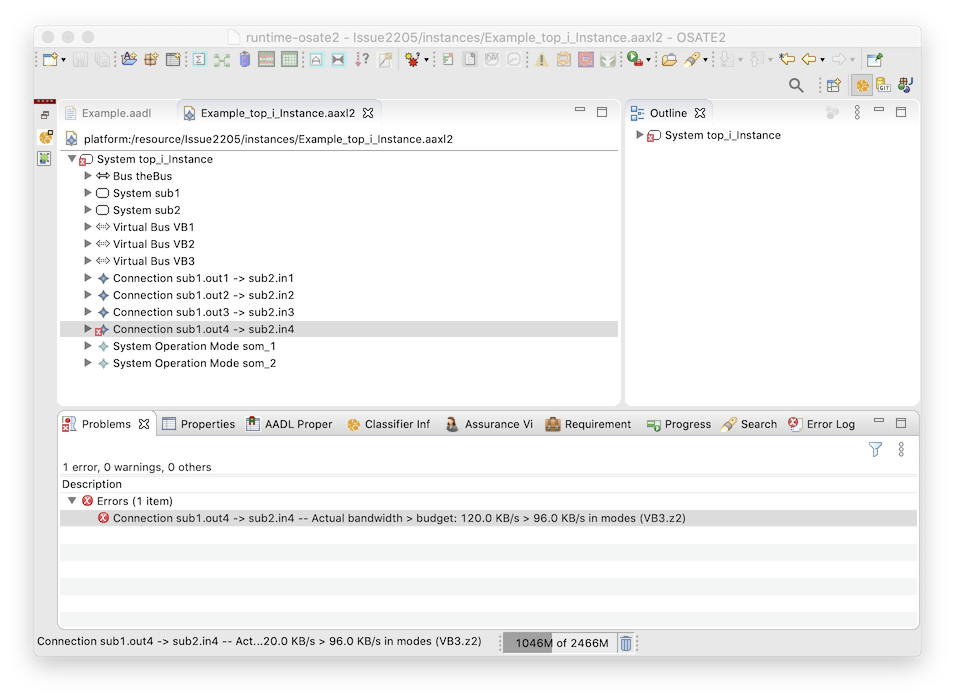 runtime-osate2 - Issue2205/instances/Example_top_i_Instance.aaxl2 - OSATE2
Example.aadl
Example_top_i_Instance.aaxl2
Outline
platform:/resource/Issue2205/instances/Example_top_i_Instance.aaxl2
System top_i_Instance
System top_i_Instance
Bus theBus
System sub1
System sub2
Virtual Bus VB1
Virtual Bus VB2
Virtual Bus VB3
Connection sub1.out1 -> sub2.in1
Connection sub1.out2 -> sub2.in2
Connection sub1.out3 -> sub2.in3
Connection sub1.out4 -> sub2.in4
System Operation Mode som_1
System Operation Mode som_2
Problems
Properties
AADL Proper
Classifier Inf
Assurance Vi
Requirement
Progress
Search
Error Log
1 error, 0 warnings, 0 others
Description
Errors (1 item)
Connection sub1.out4 -> sub2.in4 -- Actual bandwidth > budget: 120.0 KB/s > 96.0 KB/s in modes (VB3.z2)
Connection sub1.out4 -> sub2.in4 -- Act...20.0 KB/s > 96.0 KB/s in modes (VB3.z2)
1046M of 2466M